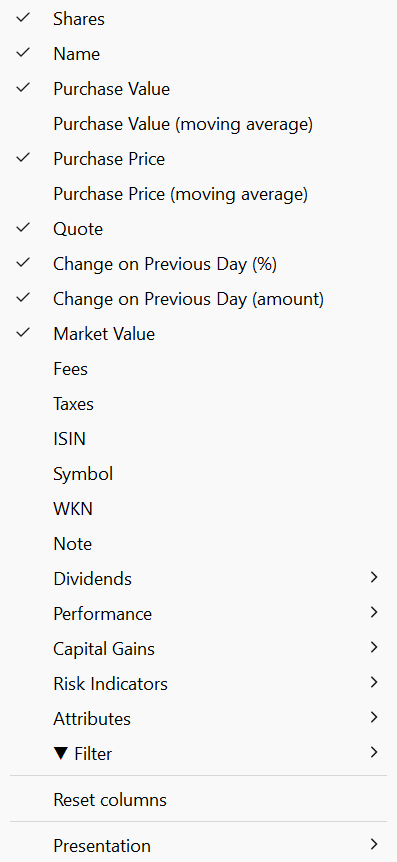 Shares
Name
Purchase Value
Purchase Value (moving average)
Purchase Price
Purchase Price (moving average)
Quote
Change on Previous Day (%)
Change on Previous Day (amount)
Market Value
Fees
Taxes
ISIN
Symbol
WKN
Note
Dividends
Performance
Capital Gains
Risk Indicators
Attributes
▼ Filter
Reset columns
Presentation